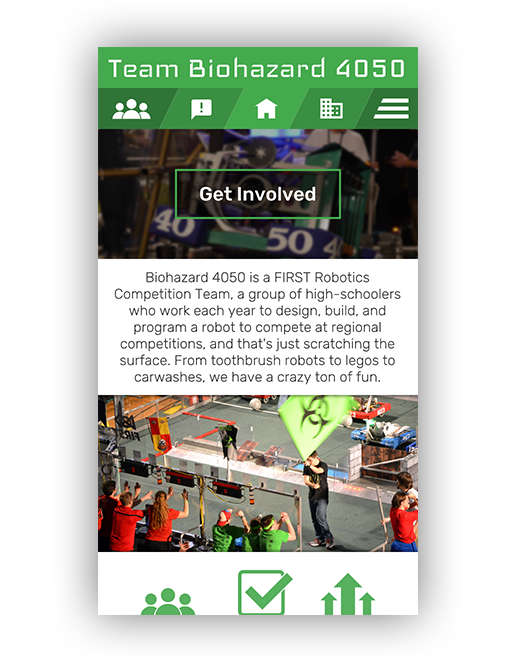 Team Biohazard 4050
Get Involved
40
50
Biohazard 4050 is a FIRST Robotics
Competition Team, a group of high-schoolers
who work each year to design, build, and
program a robot to compete at regional
competitions, and that's just scratching the
surface. From toothbrush robots to legos to
carwashes, we have a crazy ton of fun.